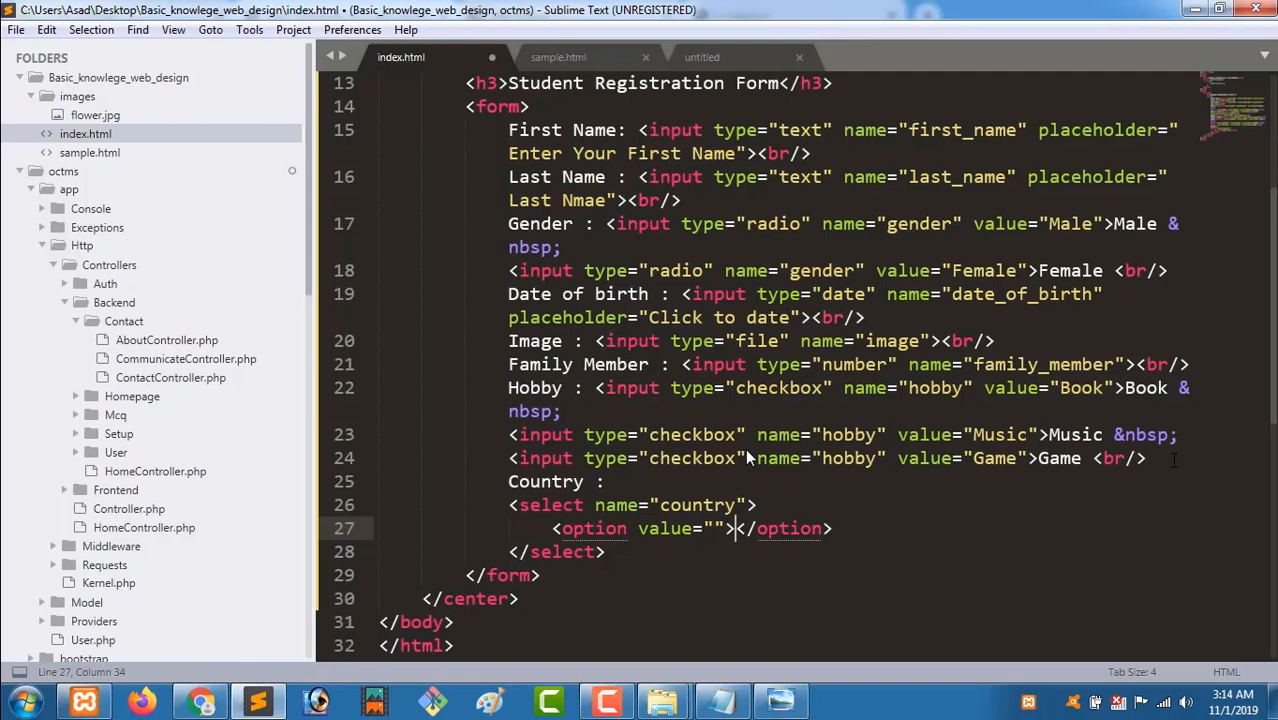 C:\Users\Asad\Desktop\Basic_knowlege_web_design\index.html • (Basic_knowlege_web_design, octms) - Sublime Text (UNREGISTERED)
File Edit Selection Find View Goto Tools Project Preferences Help
FOLDERS
Basic_knowlege_web_design
images
flower.jpg
index.html
sample.html
octms
app
Console
Exceptions
Http
Controllers
Auth
Backend
Contact
AboutController.php
CommunicateController.php
ContactController.php
Homepage
Mcq
Setup
User
HomeController.php
Frontend
Controller.php
HomeController.php
Middleware
Requests
Kernel.php
Model
Providers
User.php
bootstrap
index.html sample.html untitled
13 <h3>Student Registration Form</h3>
14 <form>
15 First Name: <input type="text" name="first_name" placeholder="
Enter Your First Name"><br/>
16 Last Name : <input type="text" name="last_name" placeholder="
Last Nmae"><br/>
17 Gender : <input type="radio" name="gender" value="Male">Male &
nbsp;
18 <input type="radio" name="gender" value="Female">Female <br/>
19 Date of birth : <input type="date" name="date_of_birth"
placeholder="Click to date"><br/>
20 Image : <input type="file" name="image"><br/>
21 Family Member : <input type="number" name="family_member"><br/>
22 Hobby : <input type="checkbox" name="hobby" value="Book">Book &
nbsp;
23 <input type="checkbox" name="hobby" value="Music">Music &nbsp;
24 <input type="checkbox" name="hobby" value="Game">Game <br/>
25 Country :
26 <select name="country">
27 <option value=""></option>
28 </select>
29 </form>
30 </center>
31 </body>
32 </html>
Line 27, Column 34
Tab Size: 4
HTML
3:14 AM
11/1/2019